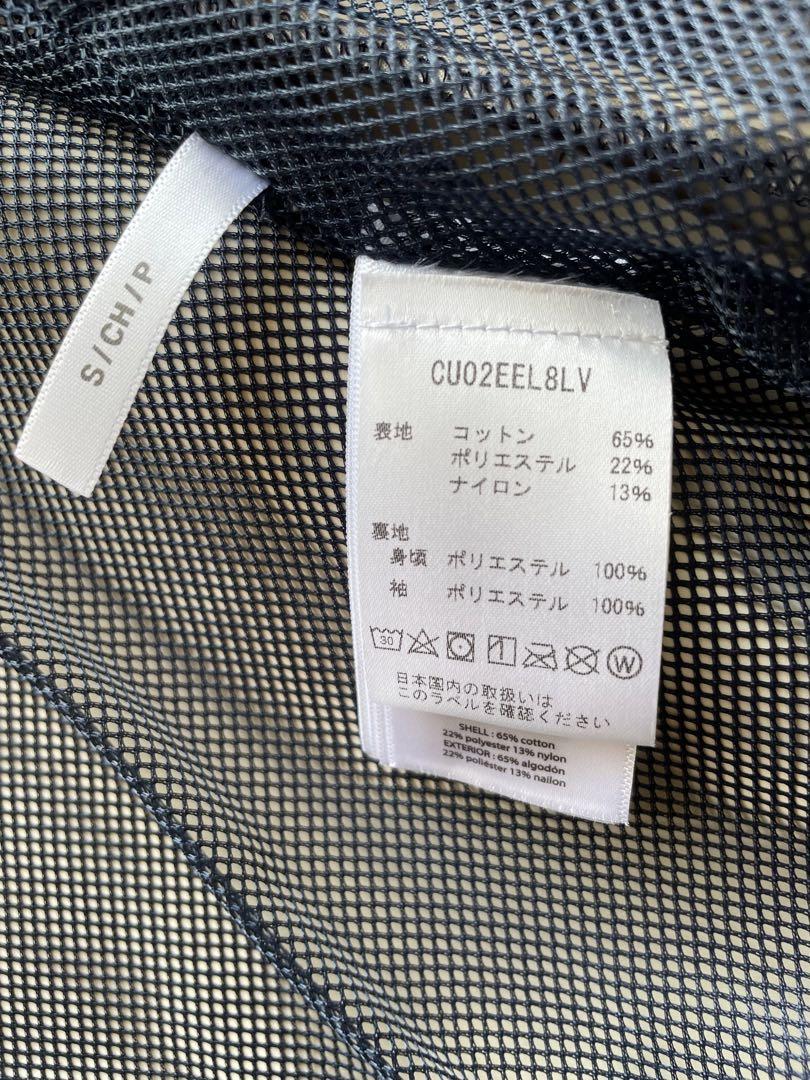 S / CH / P
CU02EEL8LV
表地 コットン 65%
ポリエステル 22%
ナイロン 13%
裏地
身頃 ポリエステル 100%
袖 ポリエステル 100%
30
W
日本国内の取扱いは
このラベルを確認ください
SHELL : 65% cotton
22% polyester 13% nylon
EXTERIOR : 65% algodón
22% poliéster 13% nailon